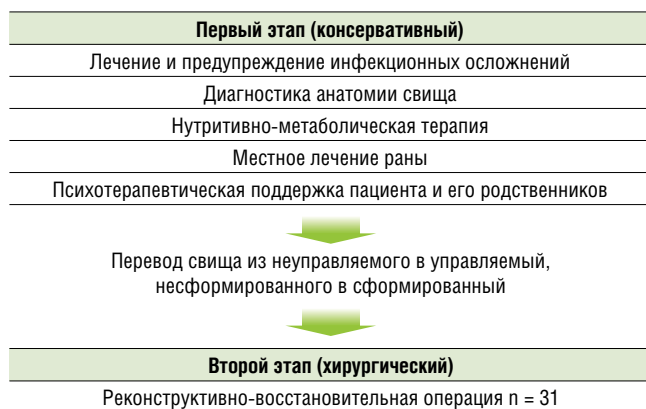 Первый этап (консервативный)
Лечение и предупреждение инфекционных осложнений
Диагностика анатомии свища
Нутритивно-метаболическая терапия
Местное лечение раны
Психотерапевтическая поддержка пациента и его родственников
Перевод свища из неуправляемого в управляемый,
несформированного в сформированный
Второй этап (хирургический)
Реконструктивно-восстановительная операция n = 31